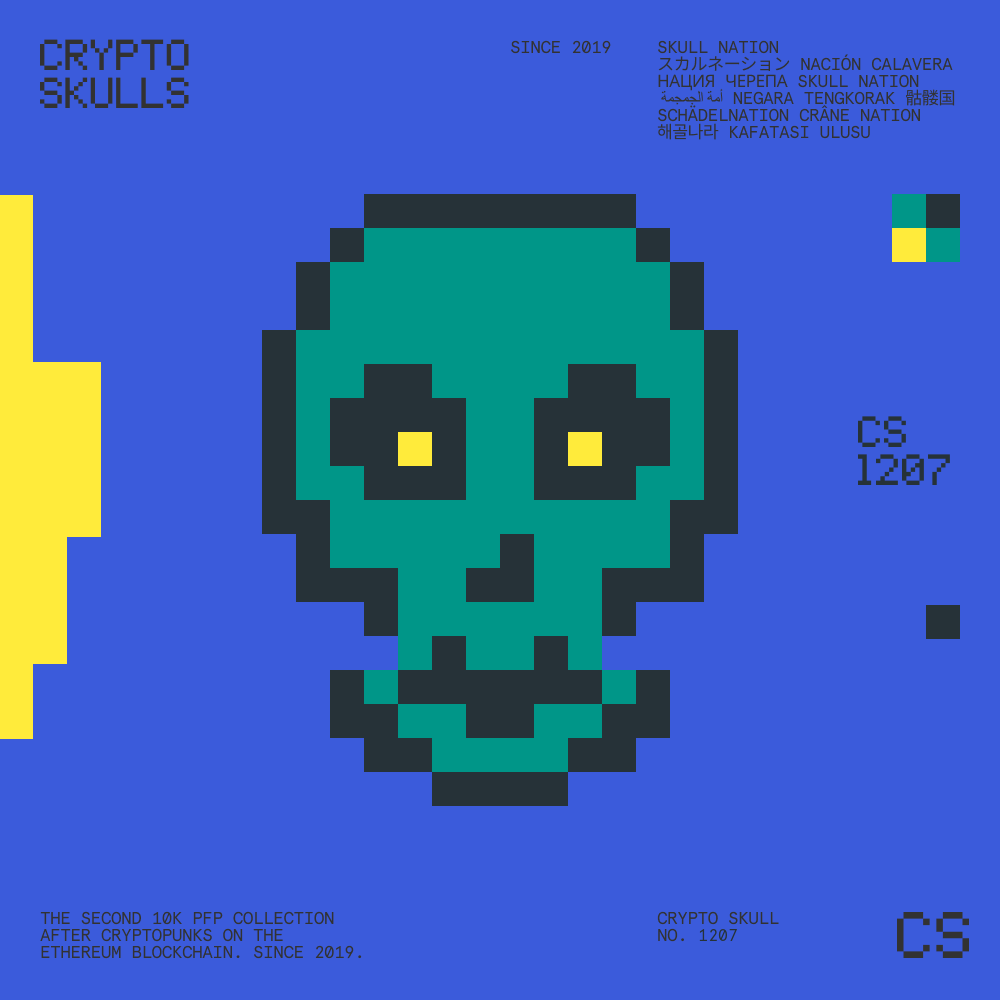 CRYPTO
SKULLS
SINCE 2019
SKULL NATION
スカルネーション NACIÓN CALAVERA
НАЦИЯ ЧЕРЕПА SKULL NATION
أمة الجمجمة NEGARA TENGKORAK 骷髅国
SCHÄDELNATION CRÂNE NATION
해골나라 KAFATASI ULUSU
CS
1207
THE SECOND 10K PFP COLLECTION
AFTER CRYPTOPUNKS ON THE
ETHEREUM BLOCKCHAIN. SINCE 2019.
CRYPTO SKULL
NO. 1207
CS